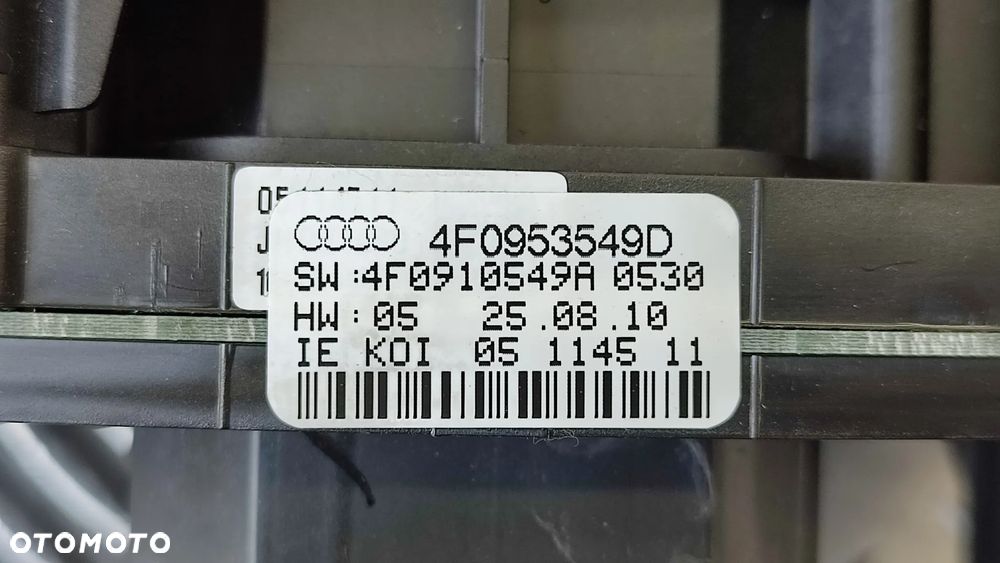 4F0953549D
SW :4F0910549A 0530
HW : 05 25.08.10
IE KOI 05 1145 11
OTOMOTO